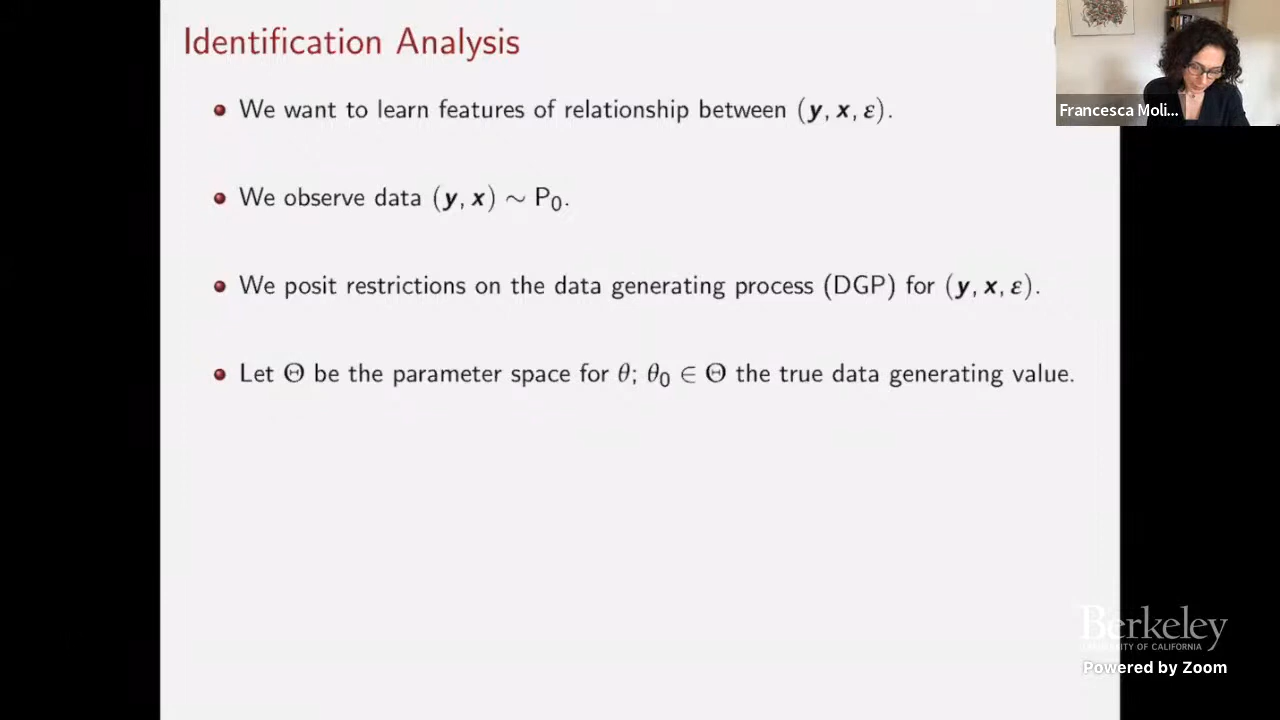 Identification Analysis
We want to learn features of relationship between (y, x, ε).
We observe data (y, x) ∼ P₀.
We posit restrictions on the data generating process (DGP) for (y, x, ε).
Let Θ be the parameter space for θ; θ₀ ∈ Θ the true data generating value.
Francesca Moli...
Berkeley
UNIVERSITY OF CALIFORNIA
Powered by Zoom